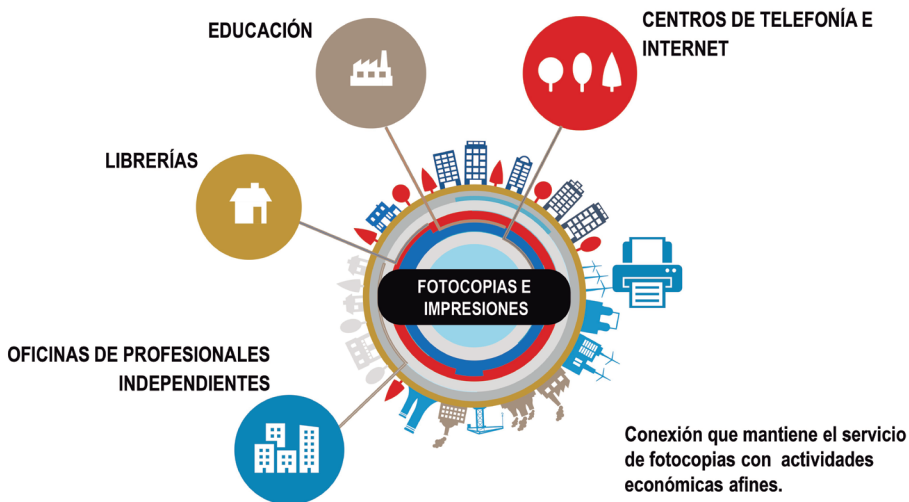 EDUCACIÓN
CENTROS DE TELEFONÍA E
INTERNET
LIBRERÍAS
FOTOCOPIAS E
IMPRESIONES
OFICINAS DE PROFESIONALES
INDEPENDIENTES
Conexión que mantiene el servicio
de fotocopias con actividades
económicas afines.